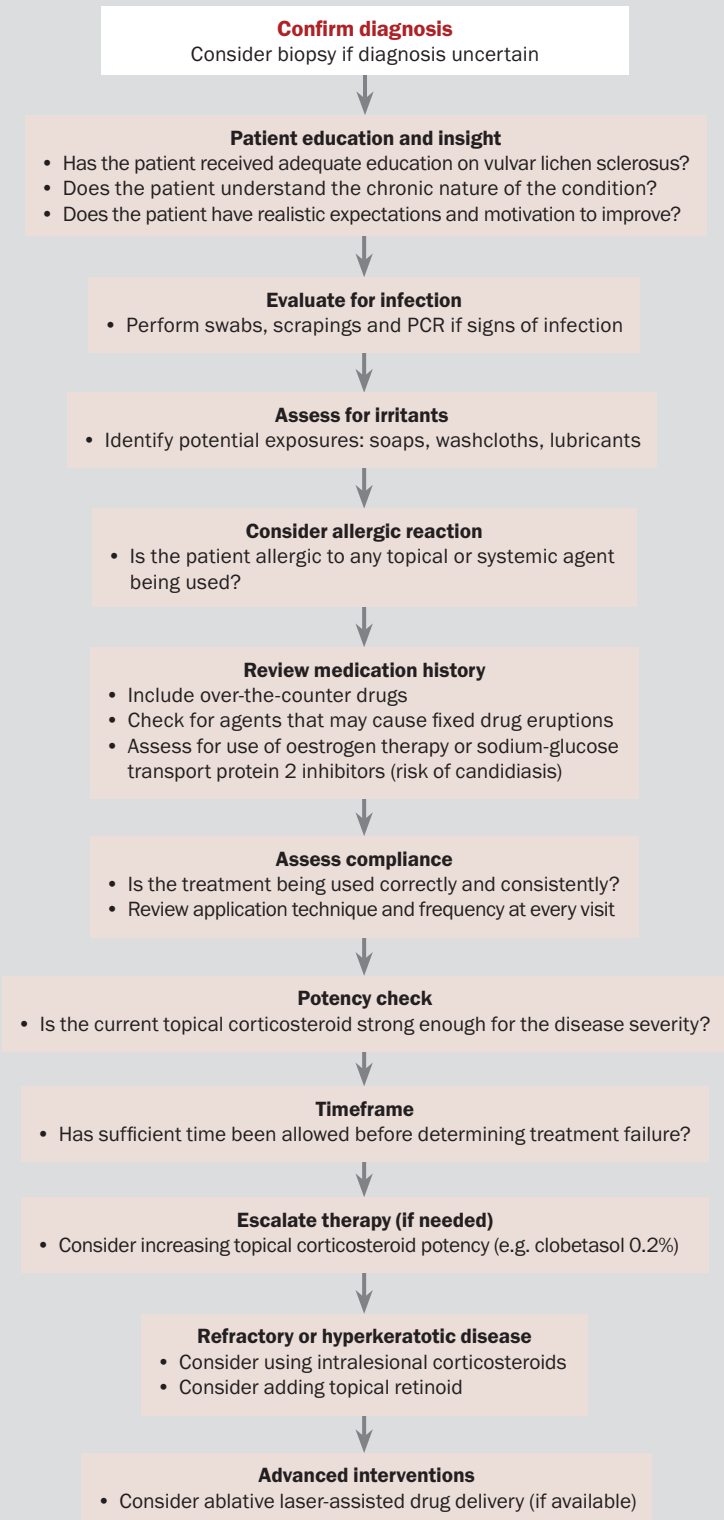 Confirm diagnosis
Consider biopsy if diagnosis uncertain
Patient education and insight
• Has the patient received adequate education on vulvar lichen sclerosus?
• Does the patient understand the chronic nature of the condition?
• Does the patient have realistic expectations and motivation to improve?
Evaluate for infection
• Perform swabs, scrapings and PCR if signs of infection
Assess for irritants
• Identify potential exposures: soaps, washcloths, lubricants
Consider allergic reaction
• Is the patient allergic to any topical or systemic agent
being used?
Review medication history
• Include over-the-counter drugs
• Check for agents that may cause fixed drug eruptions
• Assess for use of oestrogen therapy or sodium-glucose
transport protein 2 inhibitors (risk of candidiasis)
Assess compliance
• Is the treatment being used correctly and consistently?
• Review application technique and frequency at every visit
Potency check
• Is the current topical corticosteroid strong enough for the disease severity?
Timeframe
• Has sufficient time been allowed before determining treatment failure?
Escalate therapy (if needed)
• Consider increasing topical corticosteroid potency (e.g. clobetasol 0.2%)
Refractory or hyperkeratotic disease
• Consider using intralesional corticosteroids
• Consider adding topical retinoid
Advanced interventions
• Consider ablative laser-assisted drug delivery (if available)